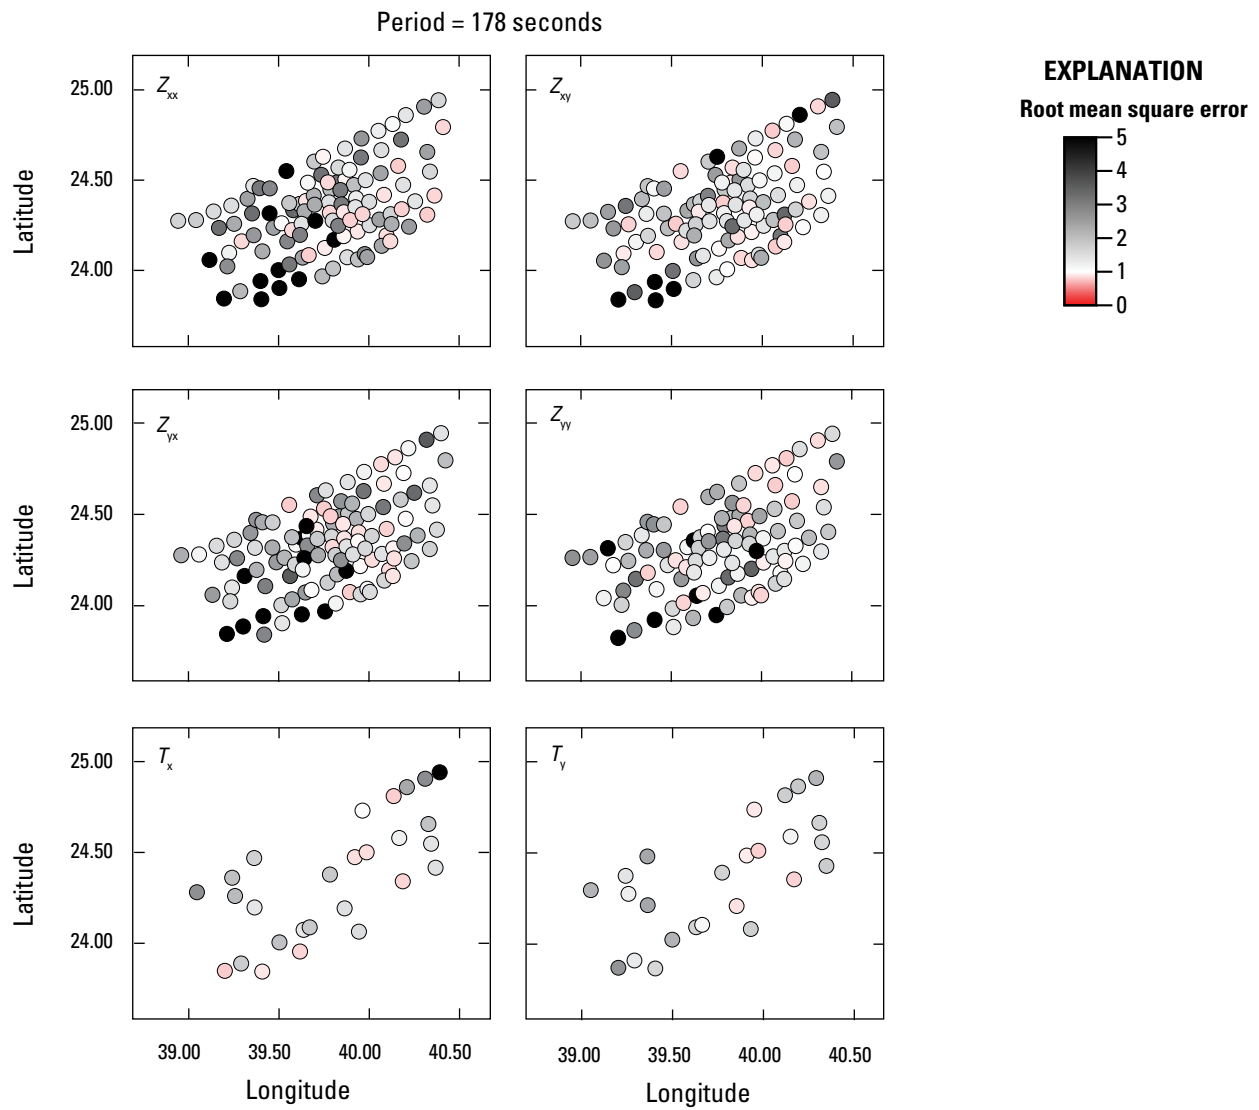 Period = 178 seconds
EXPLANATION
Root mean square error
5
4
3
2
1
0
Latitude
25.00
24.50
24.00
Zxx
Zxy
Latitude
25.00
24.50
24.00
Zyx
Zyy
Latitude
25.00
24.50
24.00
Tx
Ty
39.00 39.50 40.00 40.50
39.00 39.50 40.00 40.50
Longitude
Longitude